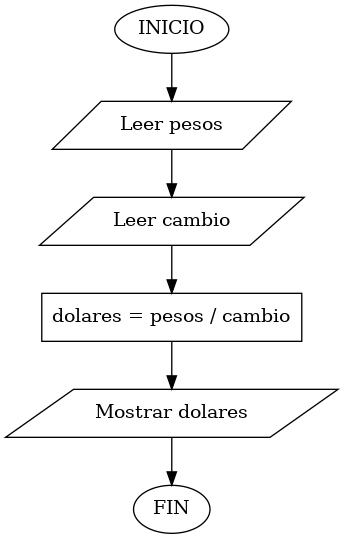 INICIO
Leer pesos
Leer cambio
dolares = pesos / cambio
Mostrar dolares
FIN